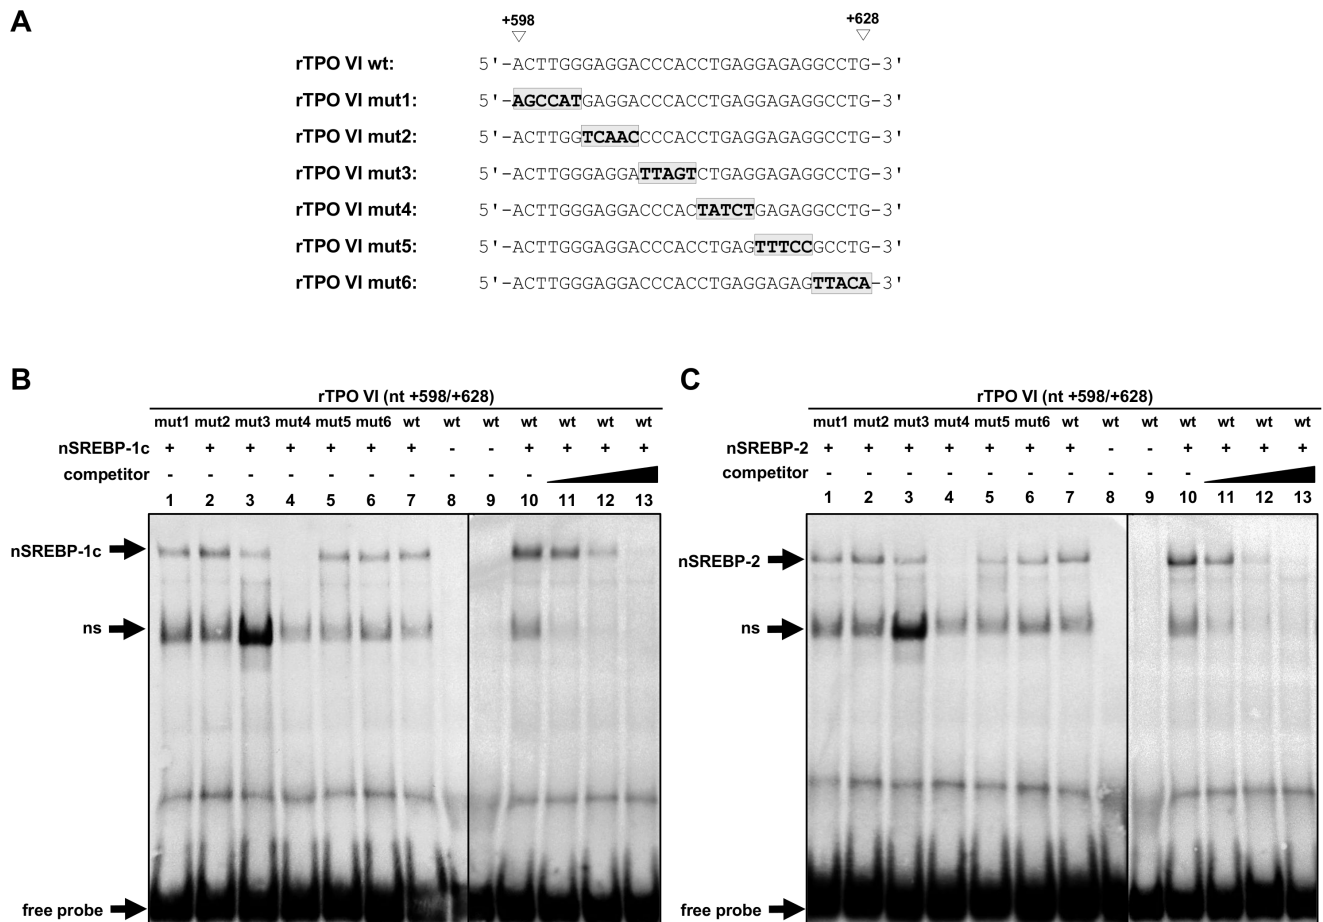 A
+598 +628
rTPO VI wt: 5'-ACTTGGGAGGACCCACCTGAGGAGAGGCCTG-3'
rTPO VI mut1: 5'-AGCCATGAGGACCCACCTGAGGAGAGGCCTG-3'
rTPO VI mut2: 5'-ACTTGGTCAACCCCACCTGAGGAGAGGCCTG-3'
rTPO VI mut3: 5'-ACTTGGGAGGATTAGTCTGAGGAGAGGCCTG-3'
rTPO VI mut4: 5'-ACTTGGGAGGACCCACTATCTGAGAGGCCTG-3'
rTPO VI mut5: 5'-ACTTGGGAGGACCCACCTGAGTTTCCGCCTG-3'
rTPO VI mut6: 5'-ACTTGGGAGGACCCACCTGAGGAGAGTTACA-3'
B
rTPO VI (nt +598/+628)
mut1 mut2 mut3 mut4 mut5 mut6 wt wt wt wt wt wt wt
nSREBP-1c + + + + + + + - - + + + +
competitor - - - - - - - - - -
1 2 3 4 5 6 7 8 9 10 11 12 13
nSREBP-1c
ns
free probe
C
rTPO VI (nt +598/+628)
mut1 mut2 mut3 mut4 mut5 mut6 wt wt wt wt wt wt wt
nSREBP-2 + + + + + + + - - + + + +
competitor - - - - - - - - - -
1 2 3 4 5 6 7 8 9 10 11 12 13
nSREBP-2
ns
free probe